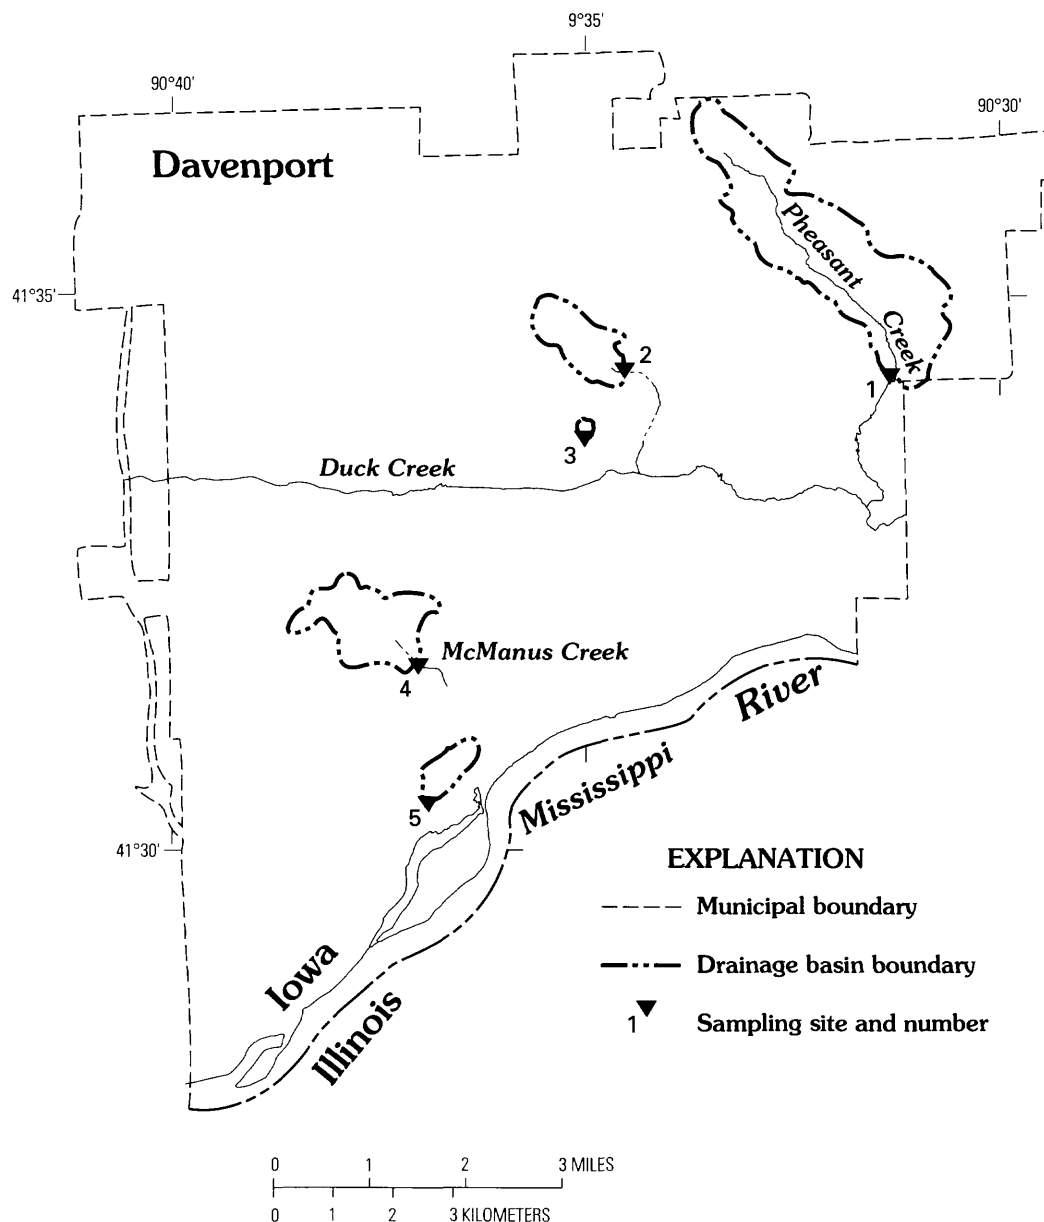 9°35'
90°40'
90°30'
Davenport
Pheasant
Creek
41°35'
2
1
3
Duck Creek
McManus Creek
4
River
Mississippi
5
41°30'
EXPLANATION
Municipal boundary
Drainage basin boundary
1 Sampling site and number
Iowa
Illinois
0 1 2 3 MILES
0 1 2 3 KILOMETERS